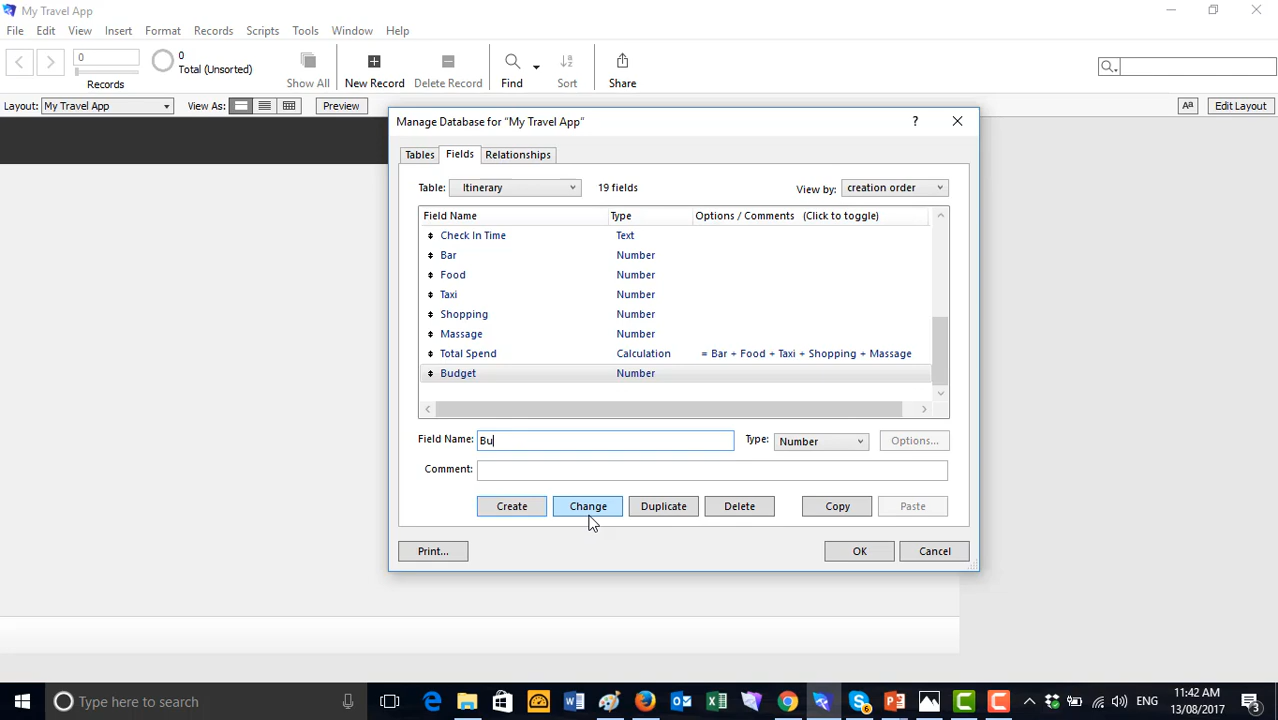 My Travel App
File Edit View Insert Format Records Scripts Tools Window Help
0
0
Total (Unsorted)
Records
Show All
New Record
Delete Record
Find
Sort
Share
Layout: My Travel App View As: Preview Aª Edit Layout
Manage Database for “My Travel App” ?
Tables Fields Relationships
Table: Itinerary 19 fields View by: creation order
Field Name Type Options / Comments (Click to toggle)
Check In Time Text
Bar Number
Food Number
Taxi Number
Shopping Number
Massage Number
Total Spend Calculation = Bar + Food + Taxi + Shopping + Massage
Budget Number
Field Name: Bu Type: Number Options...
Comment:
Create Change Duplicate Delete Copy Paste
Print... OK Cancel
Type here to search
ENG
11:42 AM
13/08/2017
3